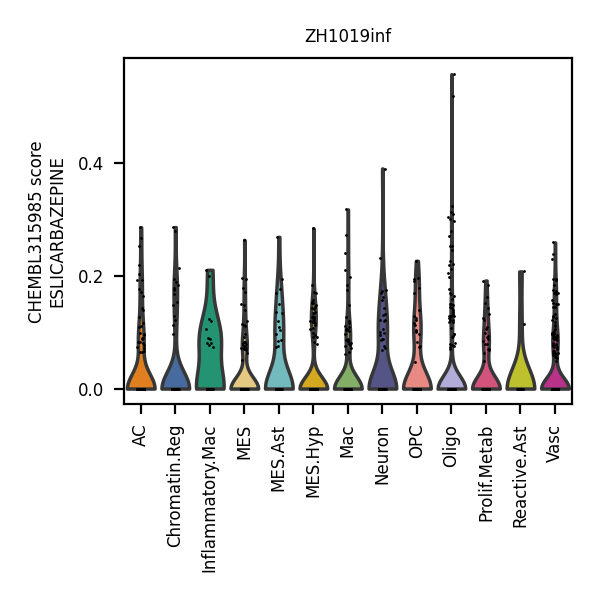 ZH1019inf
CHEMBL315985 score
ESLICARBAZEPINE
0.4
0.2
0.0
AC
Chromatin.Reg
Inflammatory.Mac
MES
MES.Ast
MES.Hyp
Mac
Neuron
OPC
Oligo
Prolif.Metab
Reactive.Ast
Vasc